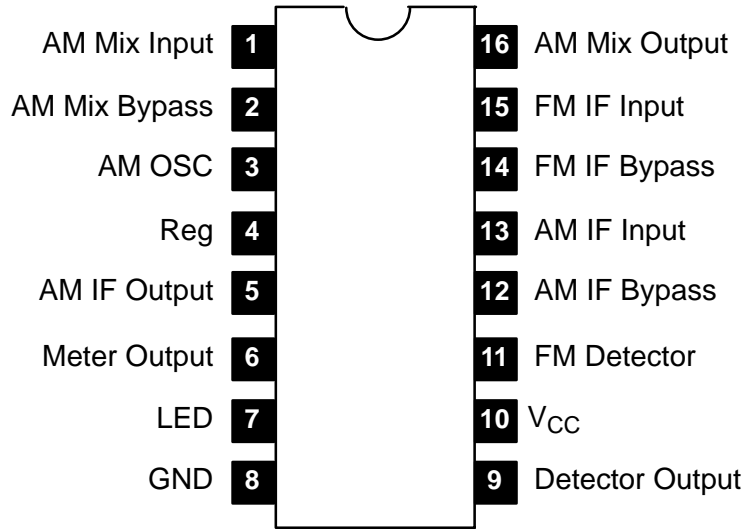 AM Mix Input 1 16 AM Mix Output
AM Mix Bypass 2 15 FM IF Input
AM OSC 3 14 FM IF Bypass
Reg 4 13 AM IF Input
AM IF Output 5 12 AM IF Bypass
Meter Output 6 11 FM Detector
LED 7 10 VCC
GND 8 9 Detector Output